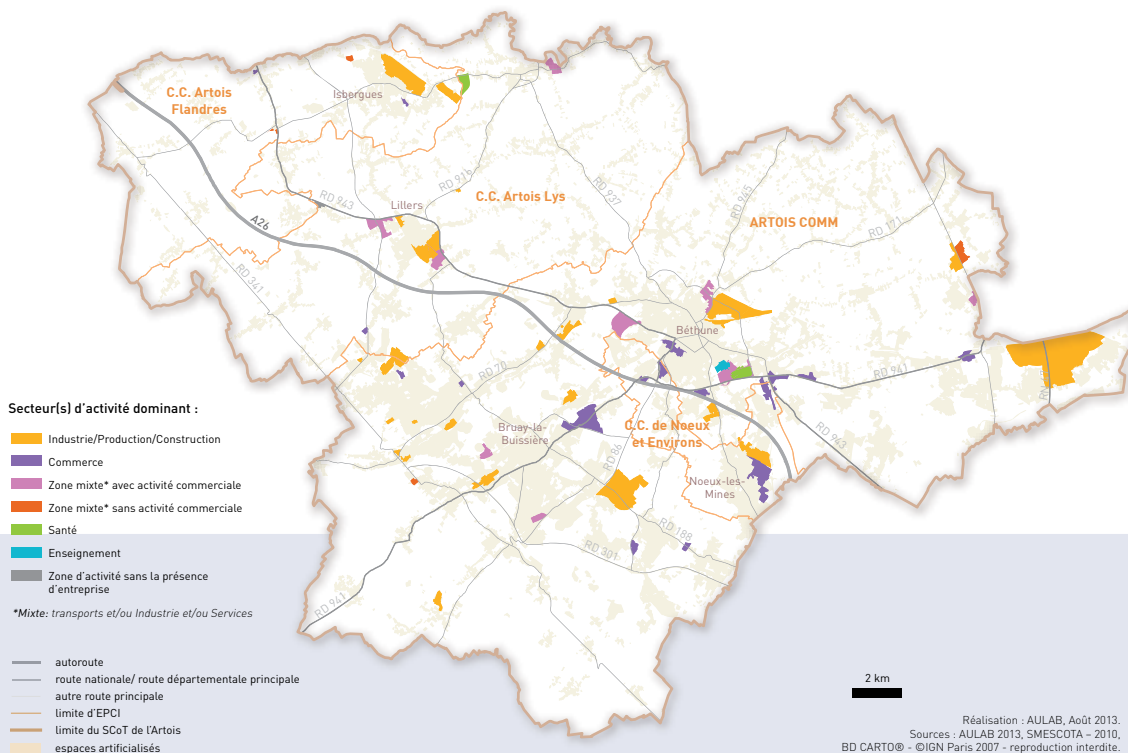 C.C. Artois
Flandres
Isbergues
RD 943
RD 916
RD 937
Lillers
C.C. Artois Lys
A26
RD 341
RD 945
ARTOIS COMM
RD 171
Béthune
RD 70
RD 941
Bruay-la-
Buissière
C.C. de Noeux
et Environs
RD 86
RD 943
Noeux-les-
Mines
RD 188
RD 301
RD 941
Secteur(s) d'activité dominant :
Industrie/Production/Construction
Commerce
Zone mixte* avec activité commerciale
Zone mixte* sans activité commerciale
Santé
Enseignement
Zone d'activité sans la présence
d'entreprise
*Mixte: transports et/ou Industrie et/ou Services
autoroute
route nationale/ route départementale principale
autre route principale
limite d'EPCI
limite du SCoT de l'Artois
espaces artificialisés
2 km
Réalisation : AULAB, Août 2013.
Sources : AULAB 2013, SMESCOTA – 2010,
BD CARTO® - ©IGN Paris 2007 - reproduction interdite.